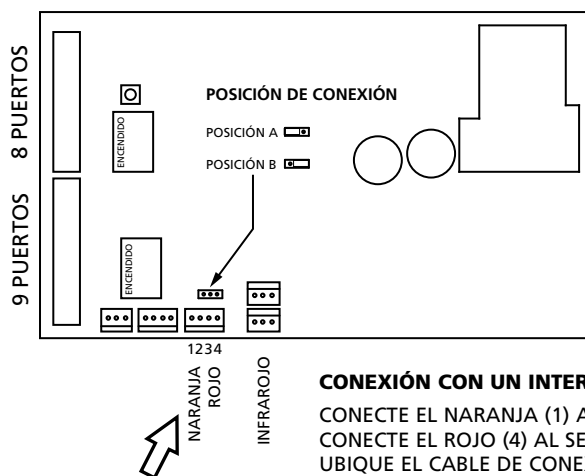 8 PUERTOS
9 PUERTOS
ENCENDIDO
POSICIÓN DE CONEXIÓN
POSICIÓN A
POSICIÓN B
ENCENDIDO
1234
NARANJA
ROJO
INFRAROJO
CONEXIÓN CON UN INTER
CONECTE EL NARANJA (1) A
CONECTE EL ROJO (4) AL SE
UBIQUE EL CABLE DE CONE